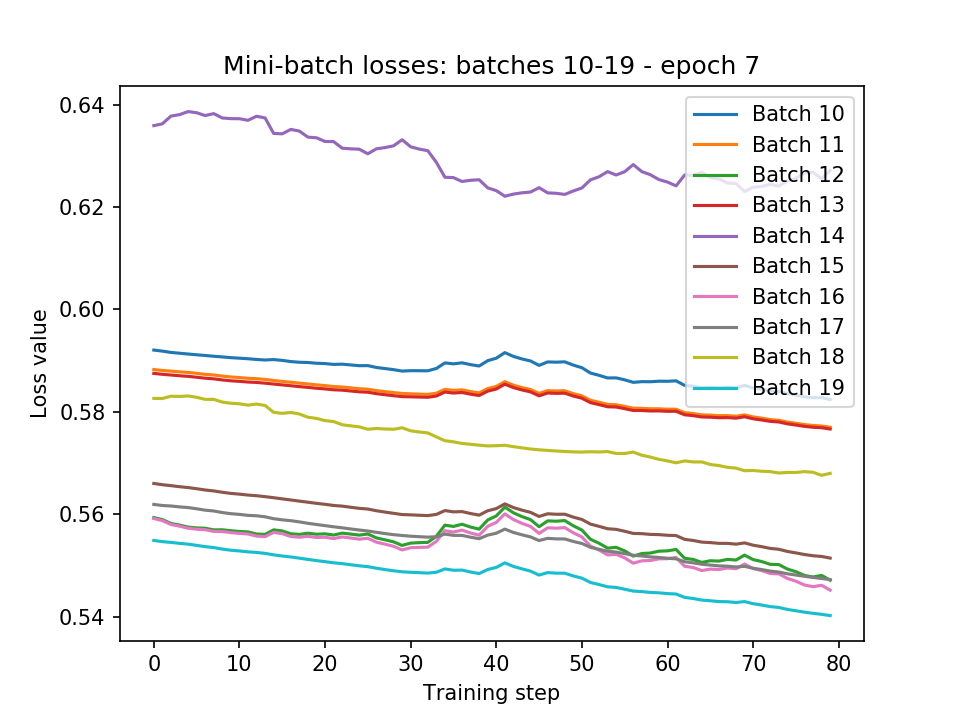 Mini-batch losses: batches 10-19 - epoch 7
Loss value
0.64
0.62
0.60
0.58
0.56
0.54
Batch 10
Batch 11
Batch 12
Batch 13
Batch 14
Batch 15
Batch 16
Batch 17
Batch 18
Batch 19
0 10 20 30 40 50 60 70 80
Training step